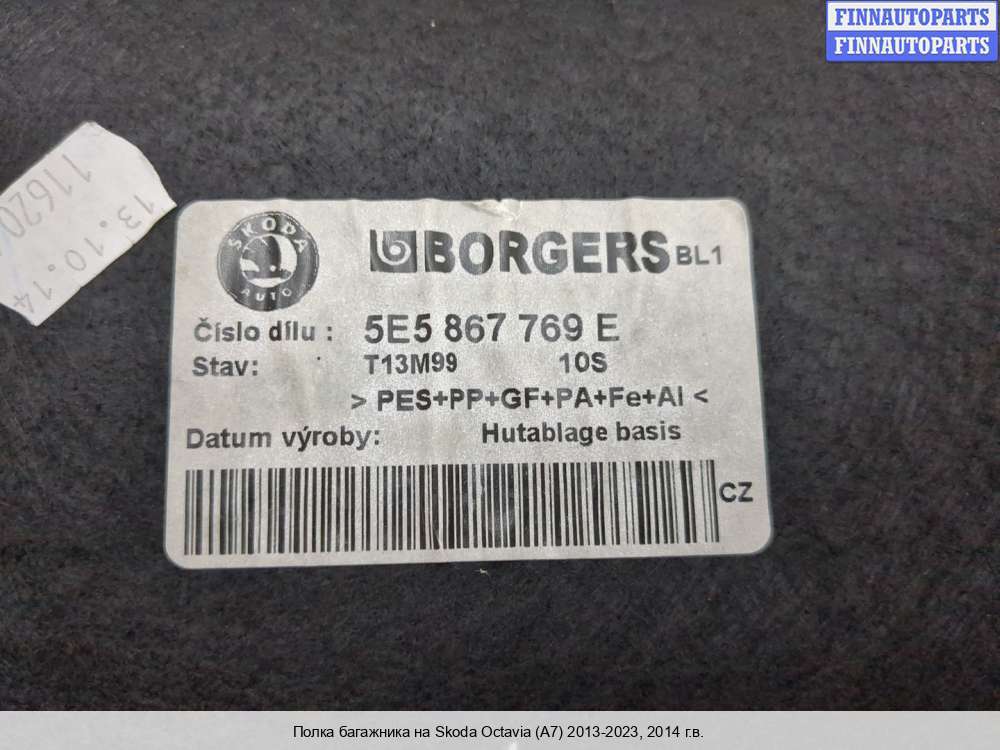 FINNAUTOPARTS
FINNAUTOPARTS
11620
13.10.14
ŠKODA
AUTO
BORGERS BL1
Číslo dílu : 5E5 867 769 E
Stav: T13M99 10S
> PES+PP+GF+PA+Fe+Al <
Datum výroby: Hutablage basis
CZ
Полка багажника на Skoda Octavia (A7) 2013-2023, 2014 г.в.